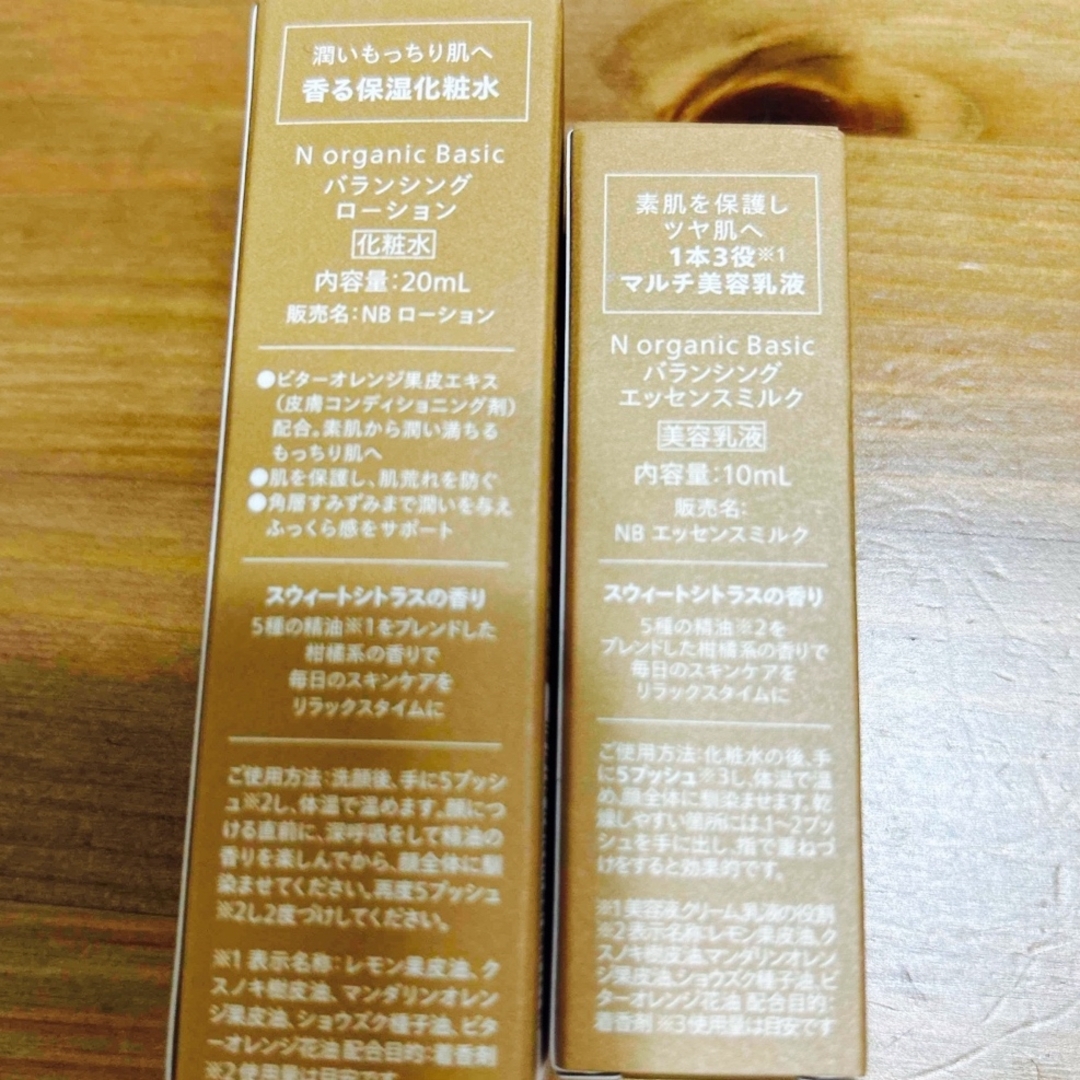 潤いもっちり肌へ
香る保湿化粧水
N organic Basic
バランシング
ローション
化粧水
内容量:20mL
販売名:NB ローション
●ビターオレンジ果皮エキス
(皮膚コンディショニング剤)
配合。素肌から潤い満ちる
もっちり肌へ
●肌を保護し、肌荒れを防ぐ
●角層すみずみまで潤いを与え
ふっくら感をサポート
スウィートシトラスの香り
5種の精油※1をブレンドした
柑橘系の香りで
毎日のスキンケアを
リラックスタイムに
ご使用方法:洗顔後、手に5プッシ
ュ※2し、体温で温めます。顔につ
ける直前に、深呼吸をして精油の
香りを楽しんでから、顔全体に馴
染ませてください。再度5プッシュ
※2し2度づけしてください。
※1 表示名称:レモン果皮油、ク
スノキ樹皮油、マンダリンオレン
ジ果皮油、ショウズク種子油、ビタ
ーオレンジ花油 配合目的:着香剤
※2 使用量は目安です
素肌を保護し
ツヤ肌へ
1本3役※1
マルチ美容乳液
N organic Basic
バランシング
エッセンスミルク
美容乳液
内容量:10mL
販売名:
NB エッセンスミルク
スウィートシトラスの香り
5種の精油※2を
ブレンドした柑橘系の香りで
毎日のスキンケアを
リラックスタイムに
ご使用方法:化粧水の後、手
に5プッシュ※3し、体温で温
め、顔全体に馴染ませます。乾
燥しやすい箇所には、1~2プッ
シュを手に出し、指で重ねづ
けをすると効果的です。
※1 美容液、クリーム、乳液の役割
※2 表示名称:レモン果皮油、ク
スノキ樹皮油、マンダリンオレン
ジ果皮油、ショウズク種子油、ビ
ターオレンジ花油 配合目的:
着香剤 ※3 使用量は目安です